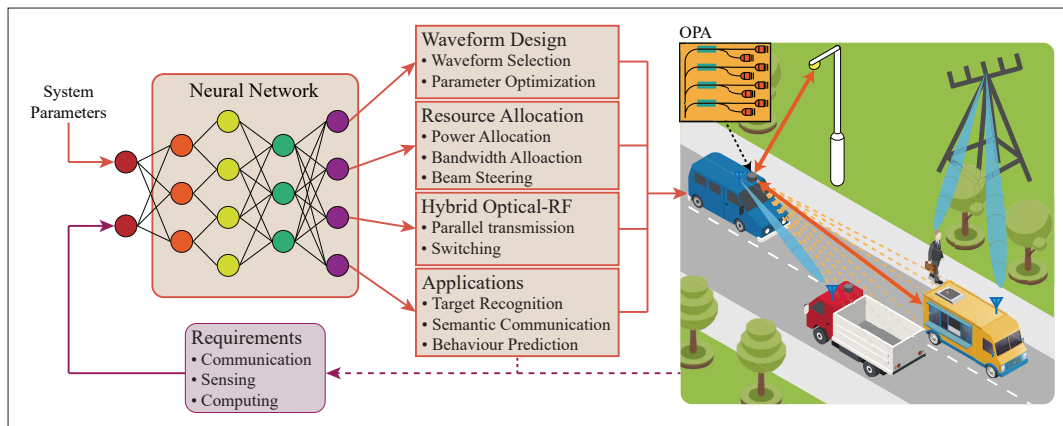 System
Parameters
Neural Network
Waveform Design
• Waveform Selection
• Parameter Optimization
Resource Allocation
• Power Allocation
• Bandwidth Alloaction
• Beam Steering
Hybrid Optical-RF
• Parallel transmission
• Switching
Applications
• Target Recognition
• Semantic Communication
• Behaviour Prediction
Requirements
• Communication
• Sensing
• Computing
OPA